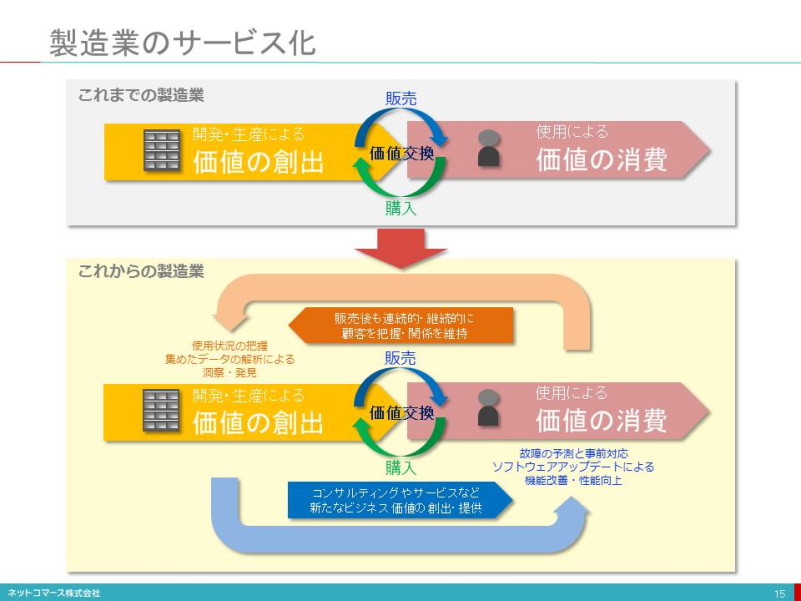 製造業のサービス化
これまでの製造業
販売
開発・生産による
価値の創出
価値交換
使用による
価値の消費
購入
これからの製造業
販売後も連続的・継続的に
顧客を把握・関係を維持
使用状況の把握
集めたデータの解析による
洞察・発見
販売
開発・生産による
価値の創出
価値交換
使用による
価値の消費
購入
故障の予測と事前対応
ソフトウェアアップデートによる
機能改善・性能向上
コンサルティングやサービスなど
新たなビジネス価値の創出・提供
ネットコマース株式会社
15